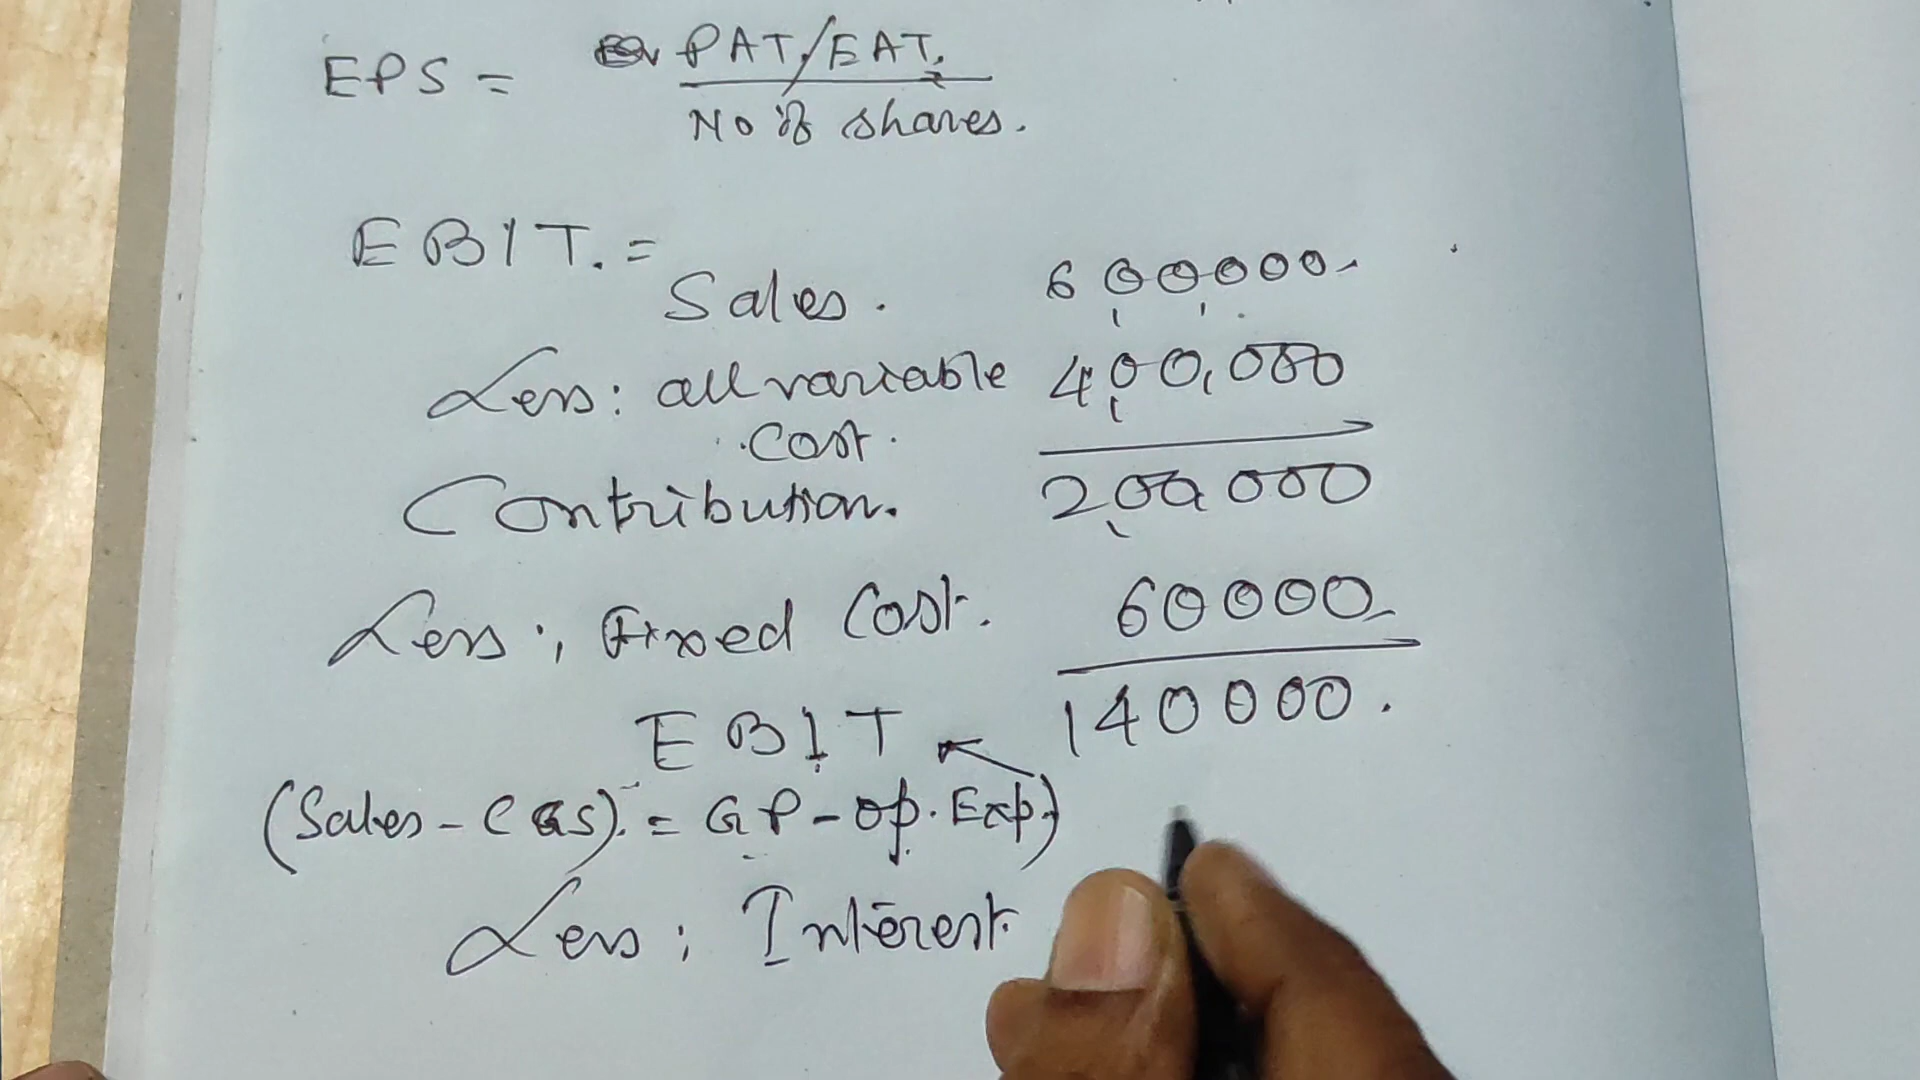 EPS = PAT/EAT.
No of shares.
EBIT. =
Sales. 600000
Less: all variable 400,000
cost.
Contribution. 200000
Less: Fixed Cost. 60000
EBIT 140000.
(Sales - CGS). = GP - op. Exp.)
Less: Interest